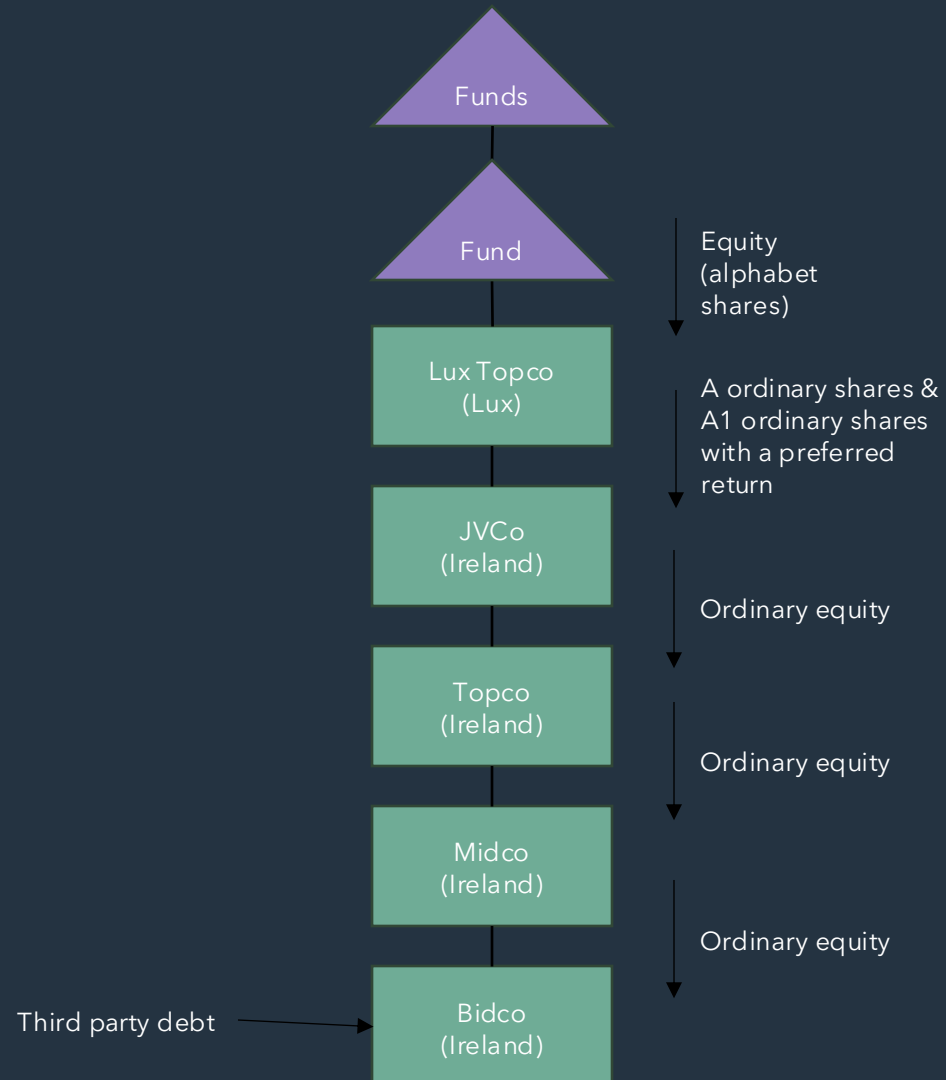 Funds
Fund
Equity
(alphabet
shares)
Lux Topco
(Lux)
A ordinary shares &
A1 ordinary shares
with a preferred
return
JVCo
(Ireland)
Ordinary equity
Topco
(Ireland)
Ordinary equity
Midco
(Ireland)
Ordinary equity
Third party debt
Bidco
(Ireland)